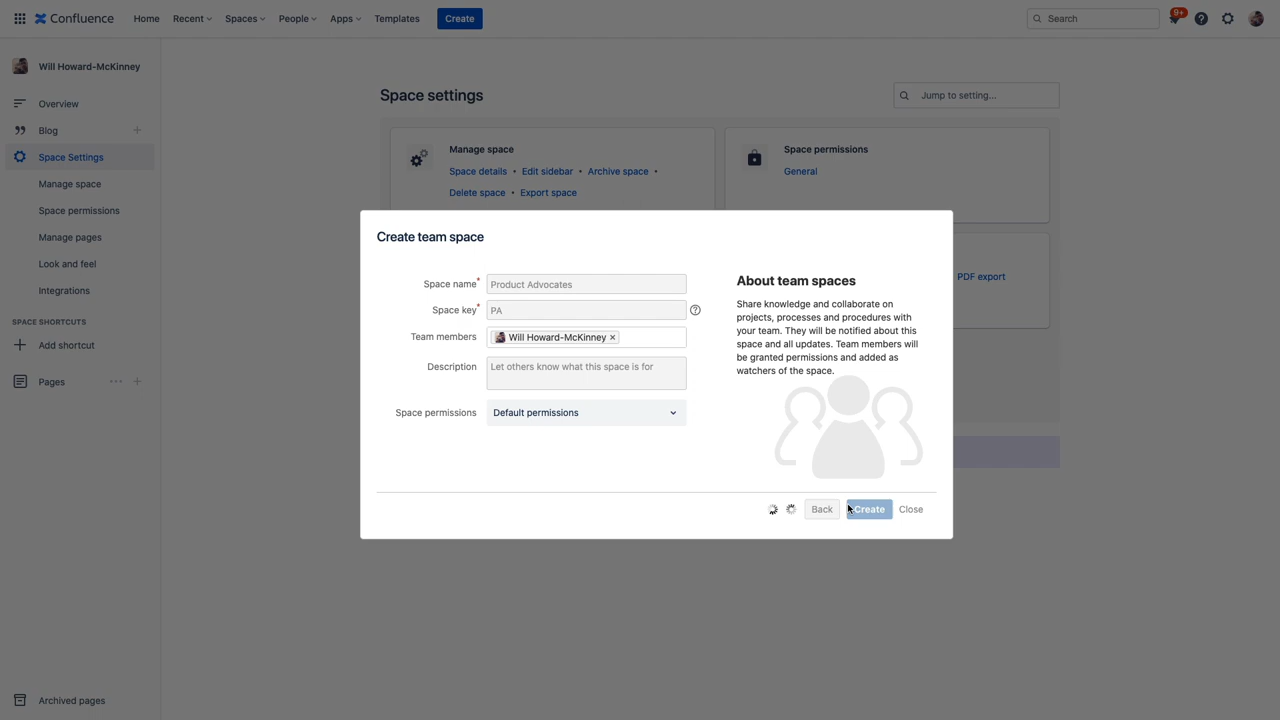 Confluence
Home
Recent
Spaces
People
Apps
Templates
Create
Search
9+
Will Howard-McKinney
Overview
Blog
Space Settings
Manage space
Space permissions
Manage pages
Look and feel
Integrations
SPACE SHORTCUTS
Add shortcut
Pages
Archived pages
Space settings
Jump to setting...
Manage space
Space details • Edit sidebar • Archive space •
Delete space • Export space
Space permissions
General
PDF export
Create team space
Space name*
Product Advocates
Space key*
PA
Team members
Will Howard-McKinney ×
Description
Let others know what this space is for
Space permissions
Default permissions
About team spaces
Share knowledge and collaborate on
projects, processes and procedures with
your team. They will be notified about this
space and all updates. Team members will
be granted permissions and added as
watchers of the space.
Back
Create
Close